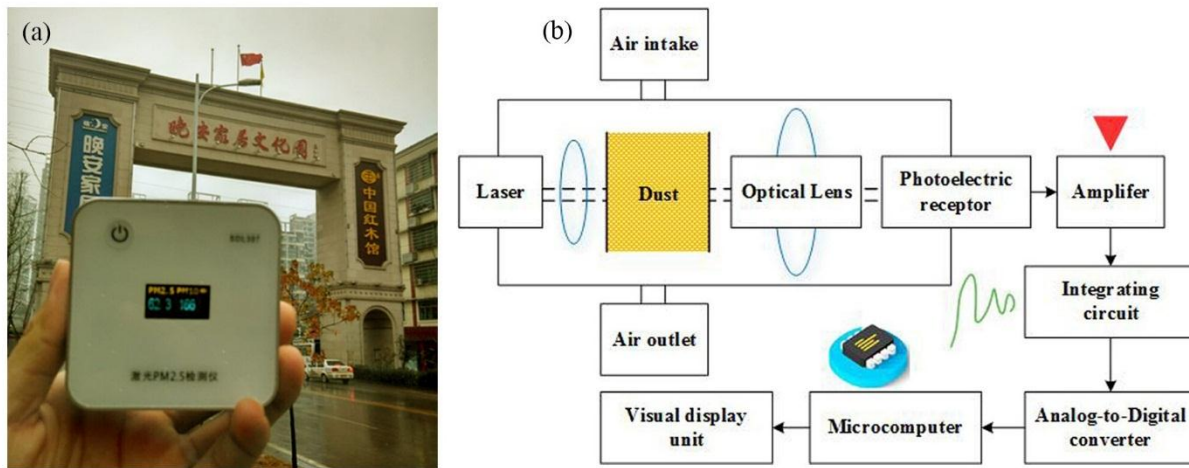 (a)
晚安家居文化园
晚安家
中国红木馆
SDL307
PM2.5 PM10
62.3 166
激光PM2.5检测仪
(b)
Air intake
Laser
Dust
Optical Lens
Photoelectric
receptor
Amplifer
Integrating
circuit
Air outlet
Visual display
unit
Microcomputer
Analog-to-Digital
converter